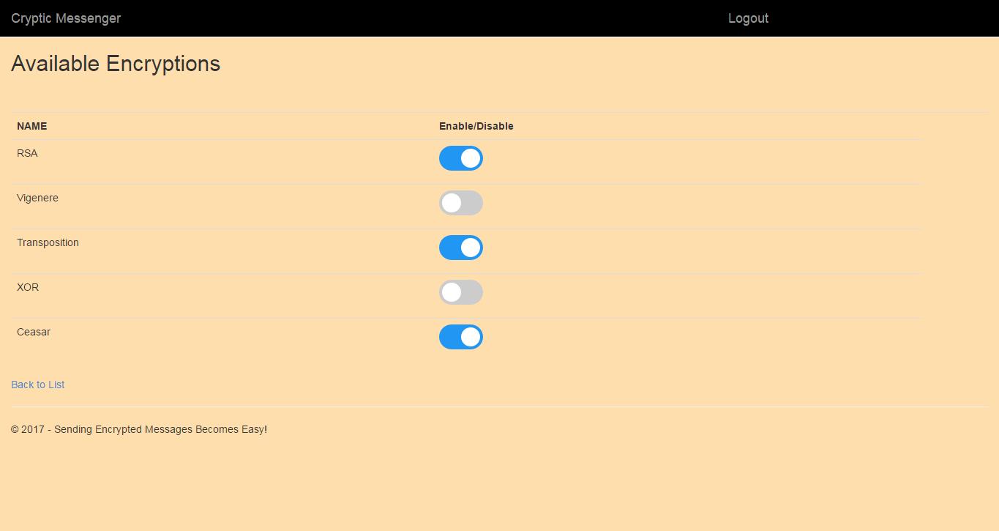 Cryptic Messenger Logout
Available Encryptions
NAME Enable/Disable
RSA
Vigenere
Transposition
XOR
Ceasar
Back to List
© 2017 - Sending Encrypted Messages Becomes Easy!